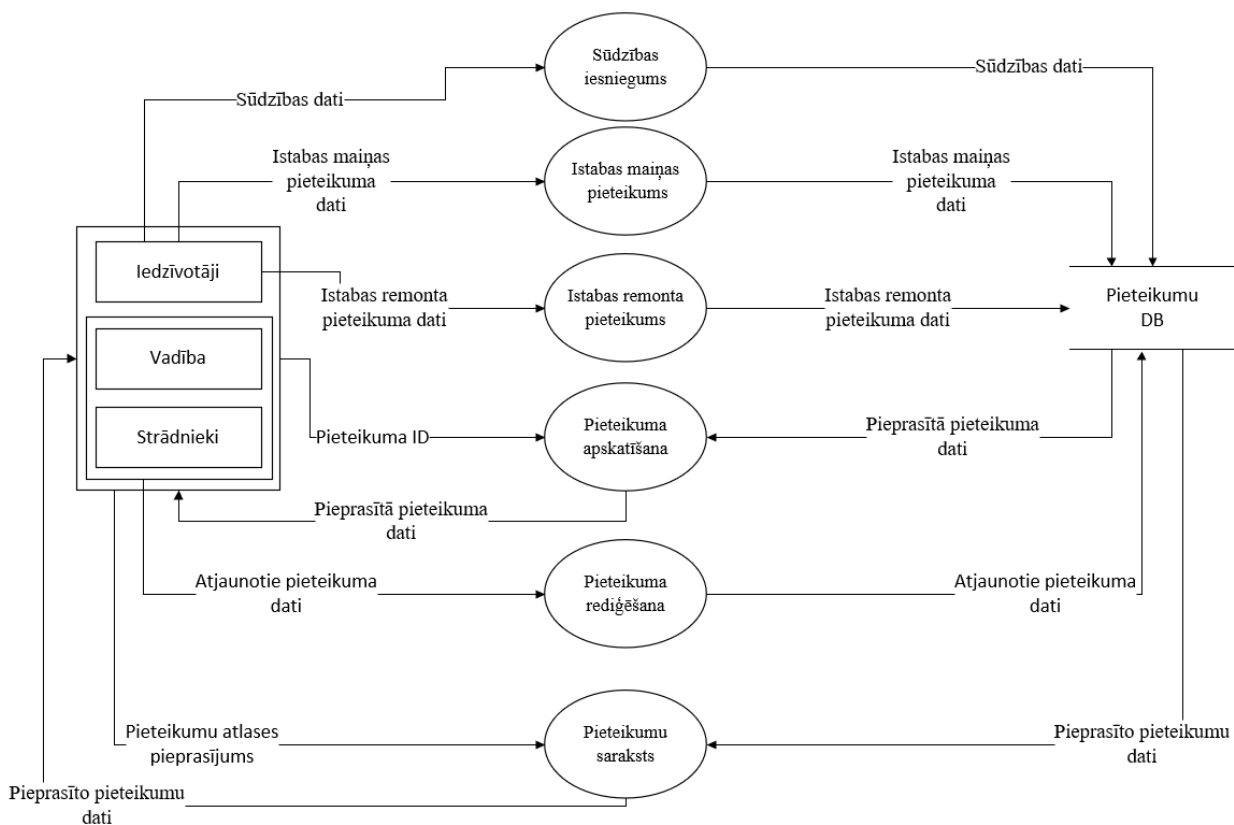 Sūdzības
iesniegums
Sūdzības dati
Sūdzības dati
Istabas maiņas
pieteikuma
dati
Istabas maiņas
pieteikums
Istabas maiņas
pieteikuma
dati
Iedzīvotāji
Istabas remonta
pieteikuma dati
Istabas remonta
pieteikums
Istabas remonta
pieteikuma dati
Pieteikumu
DB
Vadība
Strādnieki
Pieteikuma ID
Pieteikuma
apskatīšana
Pieprasītā pieteikuma
dati
Pieprasītā pieteikuma
dati
Atjaunotie pieteikuma
dati
Pieteikuma
rediģēšana
Atjaunotie pieteikuma
dati
Pieteikumu atlases
pieprasījums
Pieteikumu
saraksts
Pieprasīto pieteikumu
dati
Pieprasīto pieteikumu
dati